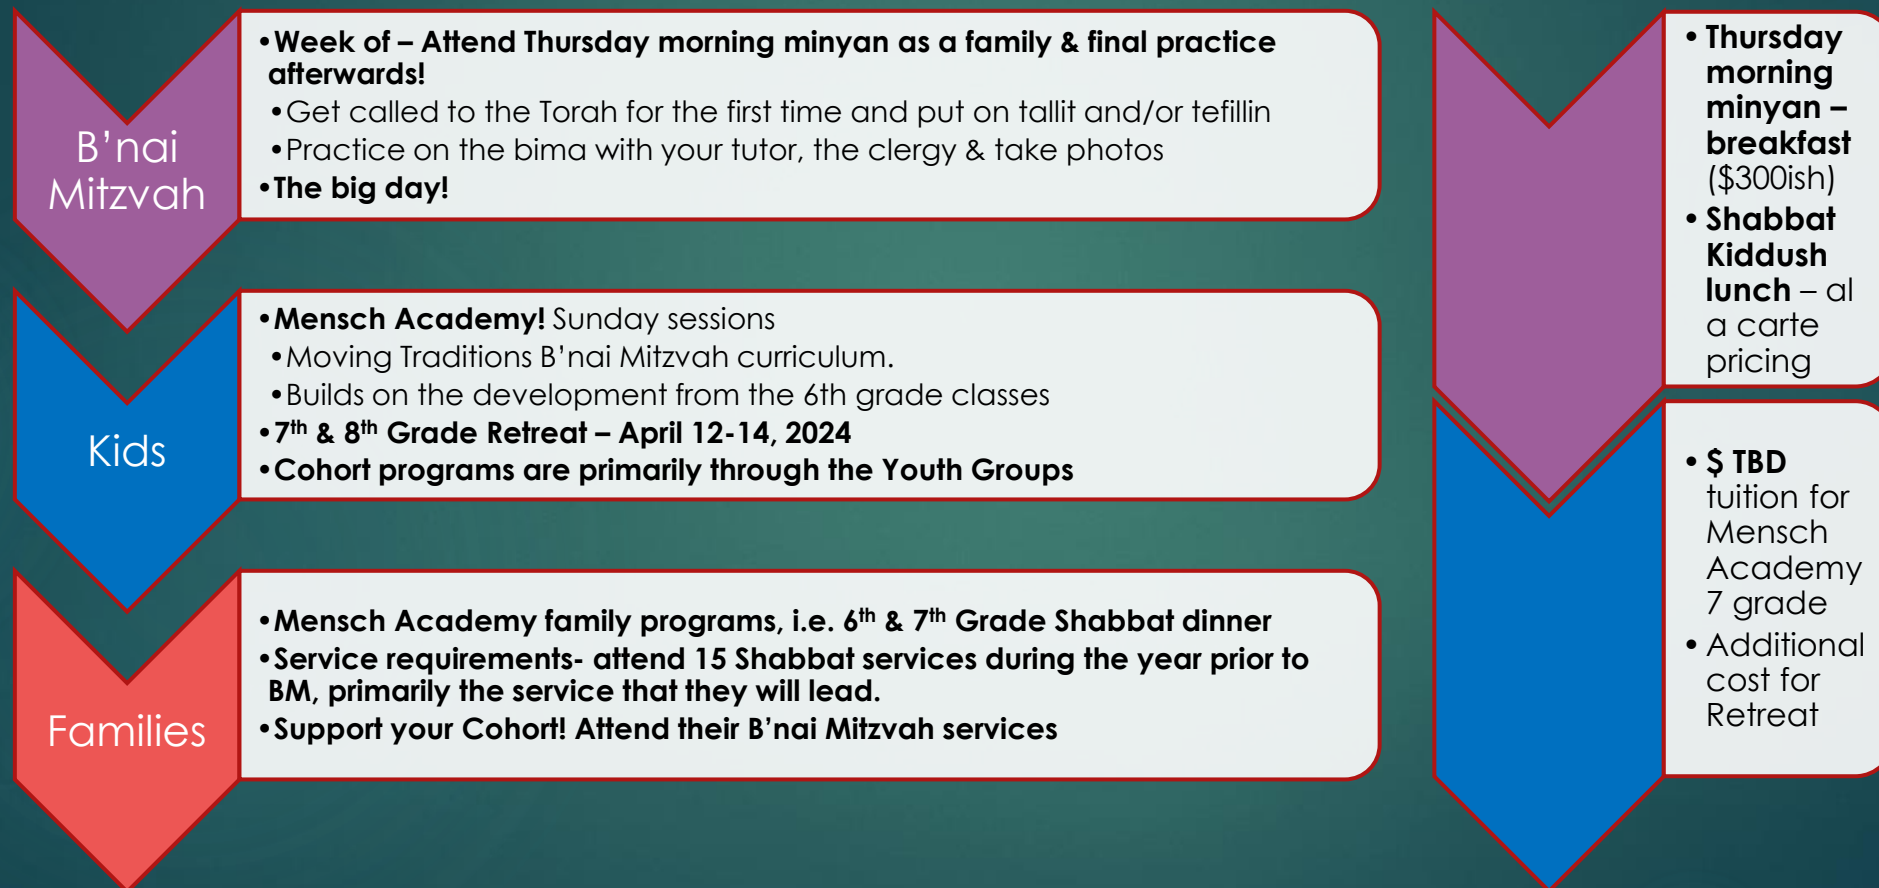 B'nai
Mitzvah
•Week of – Attend Thursday morning minyan as a family & final practice
afterwards!
•Get called to the Torah for the first time and put on tallit and/or tefillin
•Practice on the bima with your tutor, the clergy & take photos
•The big day!
Kids
•Mensch Academy! Sunday sessions
•Moving Traditions B'nai Mitzvah curriculum.
•Builds on the development from the 6th grade classes
•7th & 8th Grade Retreat – April 12-14, 2024
•Cohort programs are primarily through the Youth Groups
Families
•Mensch Academy family programs, i.e. 6th & 7th Grade Shabbat dinner
•Service requirements- attend 15 Shabbat services during the year prior to
BM, primarily the service that they will lead.
•Support your Cohort! Attend their B'nai Mitzvah services
• Thursday
morning
minyan –
breakfast
($300ish)
• Shabbat
Kiddush
lunch – al
a carte
pricing
• $ TBD
tuition for
Mensch
Academy
7 grade
• Additional
cost for
Retreat